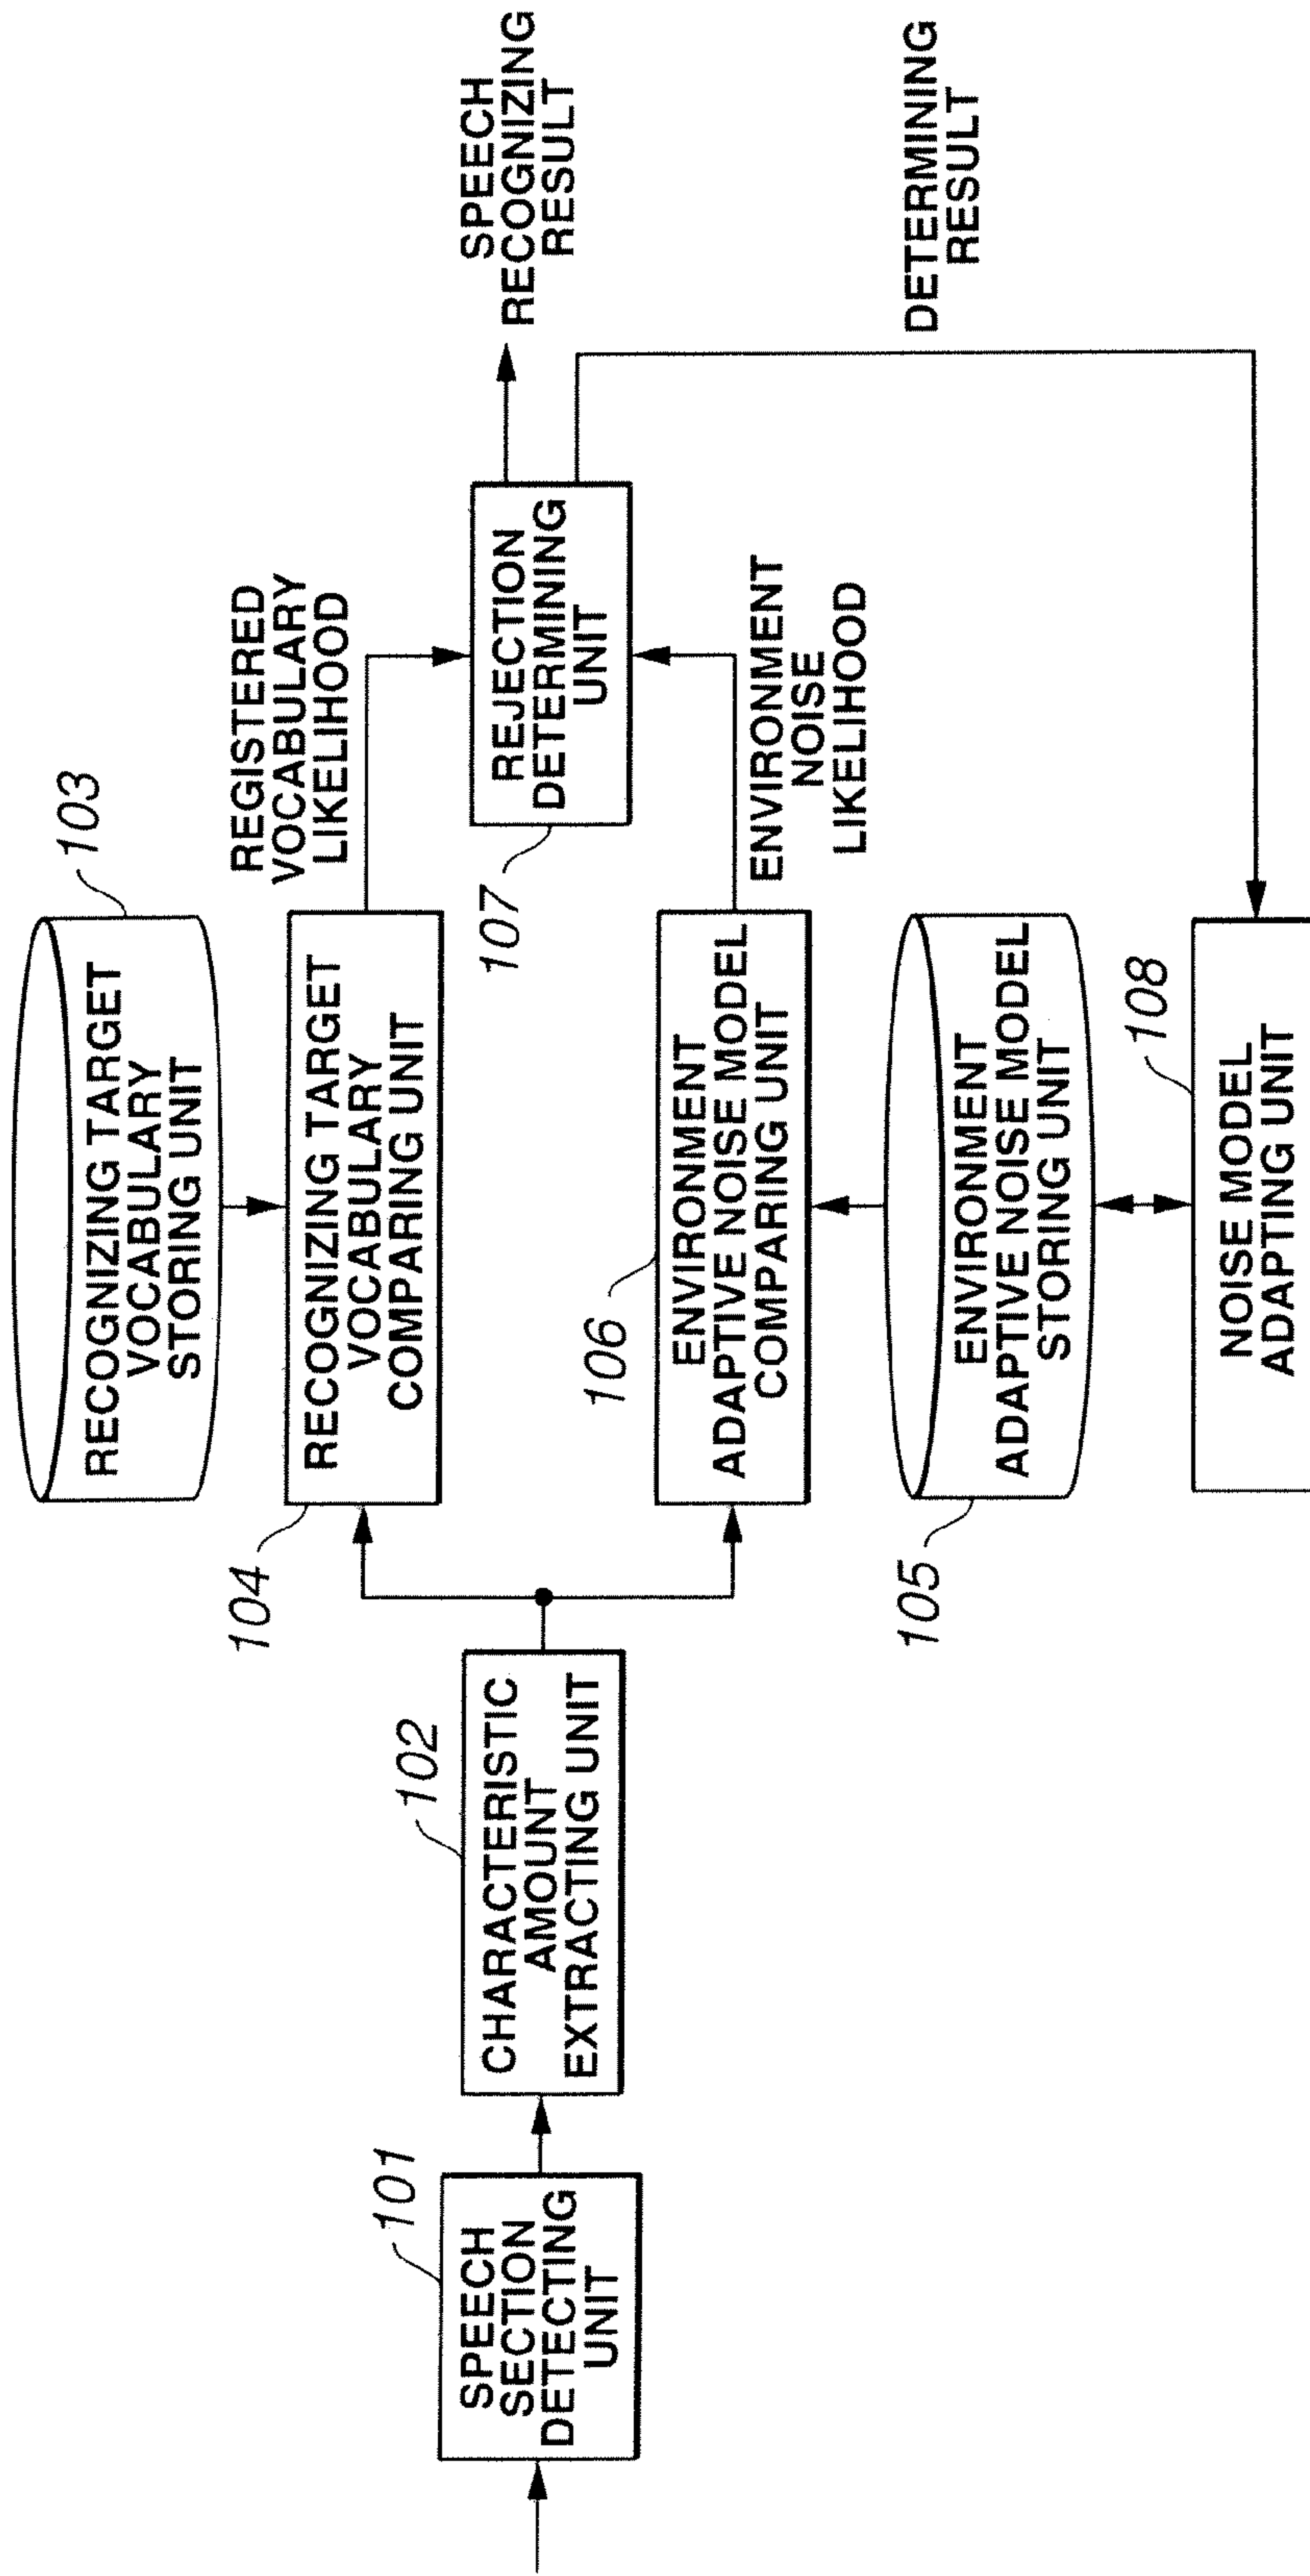 101
SPEECH
SECTION
DETECTING
UNIT
102
CHARACTERISTIC
AMOUNT
EXTRACTING UNIT
103
RECOGNIZING TARGET
VOCABULARY
STORING UNIT
104
RECOGNIZING TARGET
VOCABULARY
COMPARING UNIT
106
ENVIRONMENT
ADAPTIVE NOISE MODEL
COMPARING UNIT
105
ENVIRONMENT
ADAPTIVE NOISE MODEL
STORING UNIT
108
NOISE MODEL
ADAPTING UNIT
REGISTERED
VOCABULARY
LIKELIHOOD
107
REJECTION
DETERMINING
UNIT
ENVIRONMENT
NOISE
LIKELIHOOD
SPEECH
RECOGNIZING
RESULT
DETERMINING
RESULT